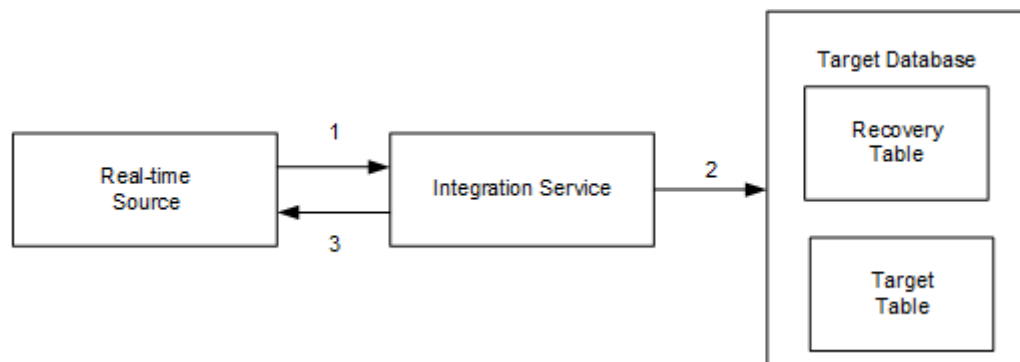 Target Database
Recovery
Table
1
Real-time
Source
Integration Service
2
3
Target
Table